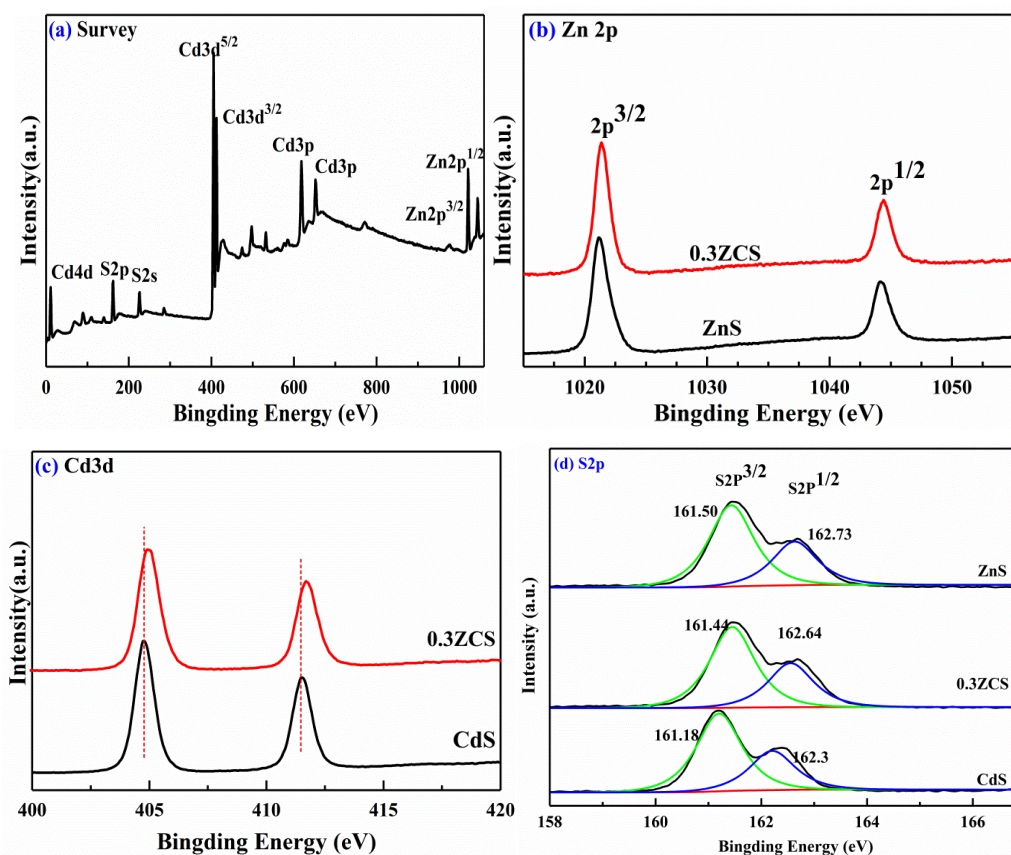 (a) Survey
Cd3d5/2
Cd3d3/2
Cd3p
Cd3p
Zn2p1/2
Zn2p3/2
Cd4d
S2p
S2s
Intensity(a.u.)
0 200 400 600 800 1000
Bingding Energy (eV)
(b) Zn 2p
2p3/2
2p1/2
0.3ZCS
ZnS
Intensity(a.u.)
1020 1030 1040 1050
Bingding Energy (eV)
(c) Cd3d
0.3ZCS
CdS
Intensity(a.u.)
400 405 410 415 420
Bingding Energy (eV)
(d) S2p
S2P3/2
S2P1/2
161.50
162.73
ZnS
161.44
162.64
0.3ZCS
161.18
162.3
CdS
Intensity (a.u.)
158 160 162 164 166
Bingding Energy (eV)